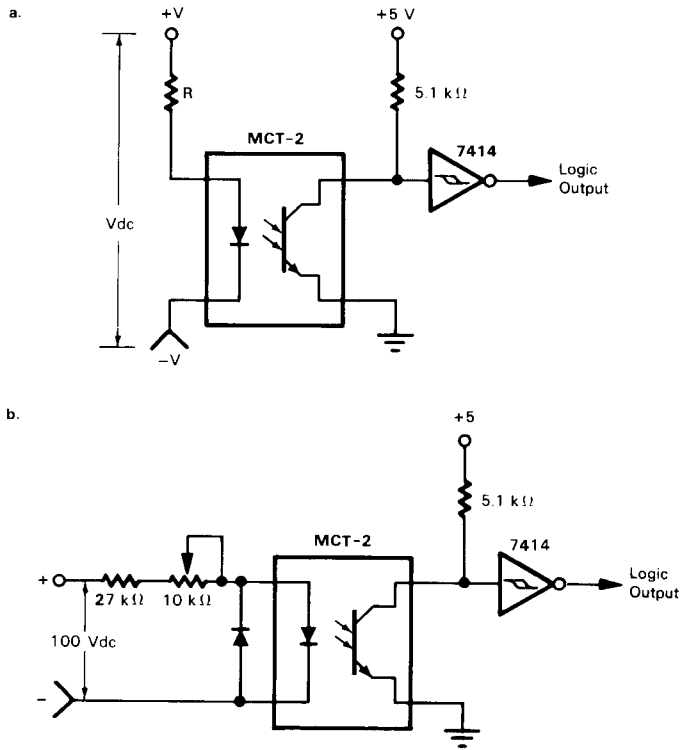 a.
+V
+5 V
R
5.1 kΩ
MCT-2
7414
Logic
Output
Vdc
-V
b.
+5
5.1 kΩ
MCT-2
7414
+
27 kΩ
10 kΩ
Logic
Output
100 Vdc
-